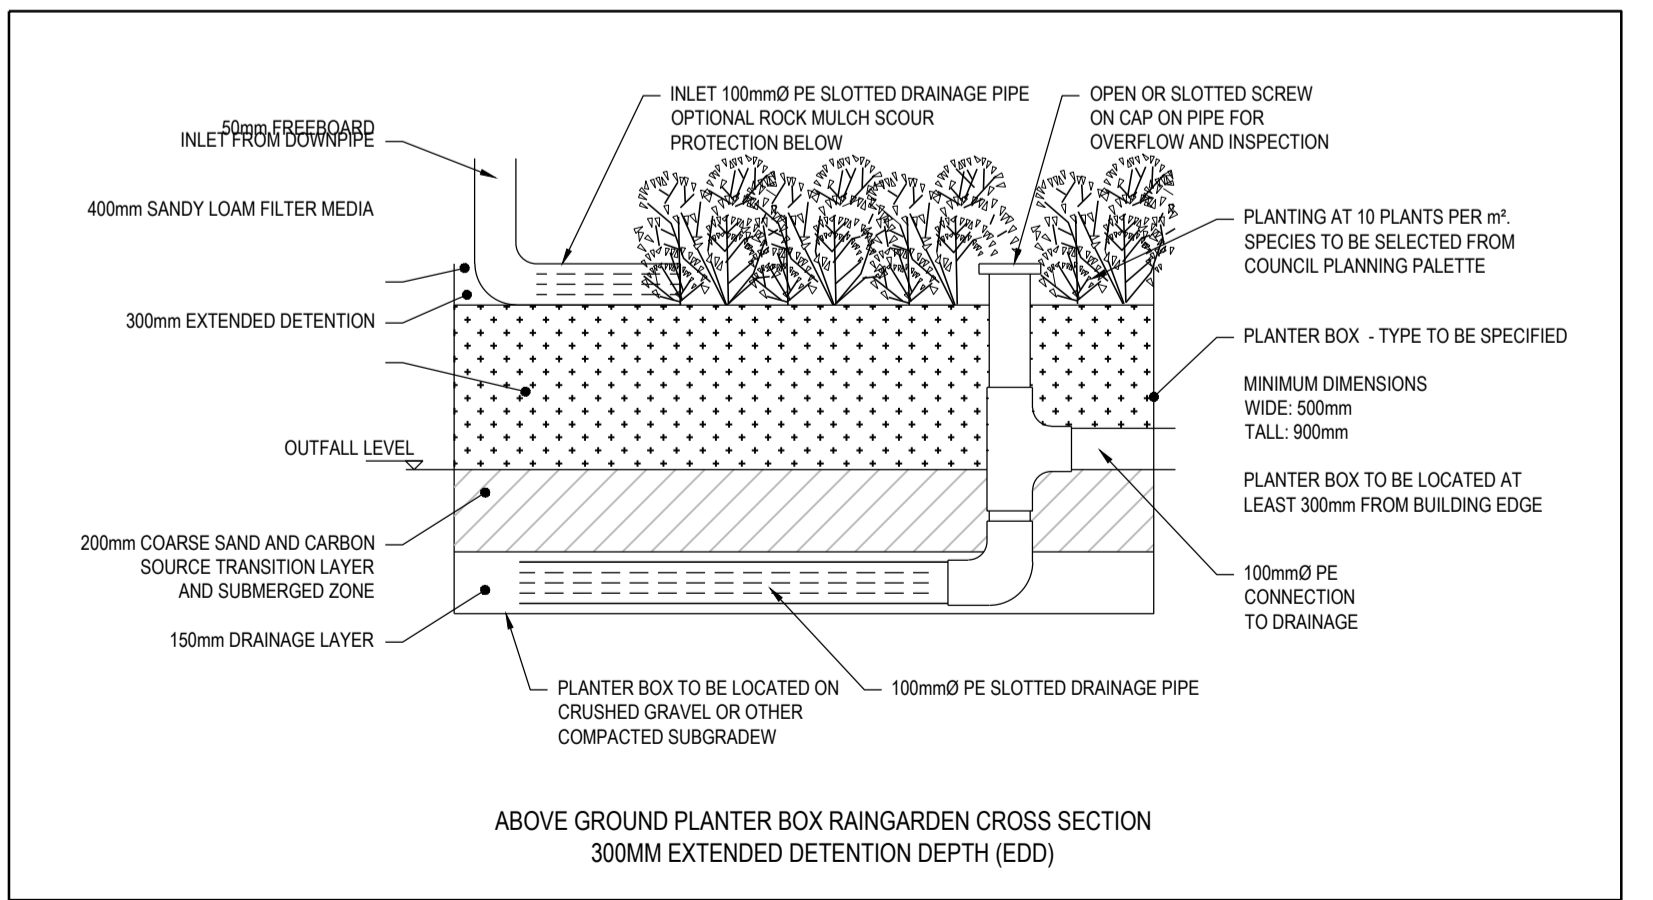 50mm FREEBOARD
INLET FROM DOWNPIPE
400mm SANDY LOAM FILTER MEDIA
300mm EXTENDED DETENTION
OUTFALL LEVEL
200mm COARSE SAND AND CARBON
SOURCE TRANSITION LAYER
AND SUBMERGED ZONE
150mm DRAINAGE LAYER
INLET 100mmØ PE SLOTTED DRAINAGE PIPE
OPTIONAL ROCK MULCH SCOUR
PROTECTION BELOW
OPEN OR SLOTTED SCREW
ON CAP ON PIPE FOR
OVERFLOW AND INSPECTION
PLANTING AT 10 PLANTS PER m².
SPECIES TO BE SELECTED FROM
COUNCIL PLANNING PALETTE
PLANTER BOX - TYPE TO BE SPECIFIED
MINIMUM DIMENSIONS
WIDE: 500mm
TALL: 900mm
PLANTER BOX TO BE LOCATED AT
LEAST 300mm FROM BUILDING EDGE
100mmØ PE
CONNECTION
TO DRAINAGE
PLANTER BOX TO BE LOCATED ON
CRUSHED GRAVEL OR OTHER
COMPACTED SUBGRADEW
100mmØ PE SLOTTED DRAINAGE PIPE
ABOVE GROUND PLANTER BOX RAINGARDEN CROSS SECTION
300MM EXTENDED DETENTION DEPTH (EDD)